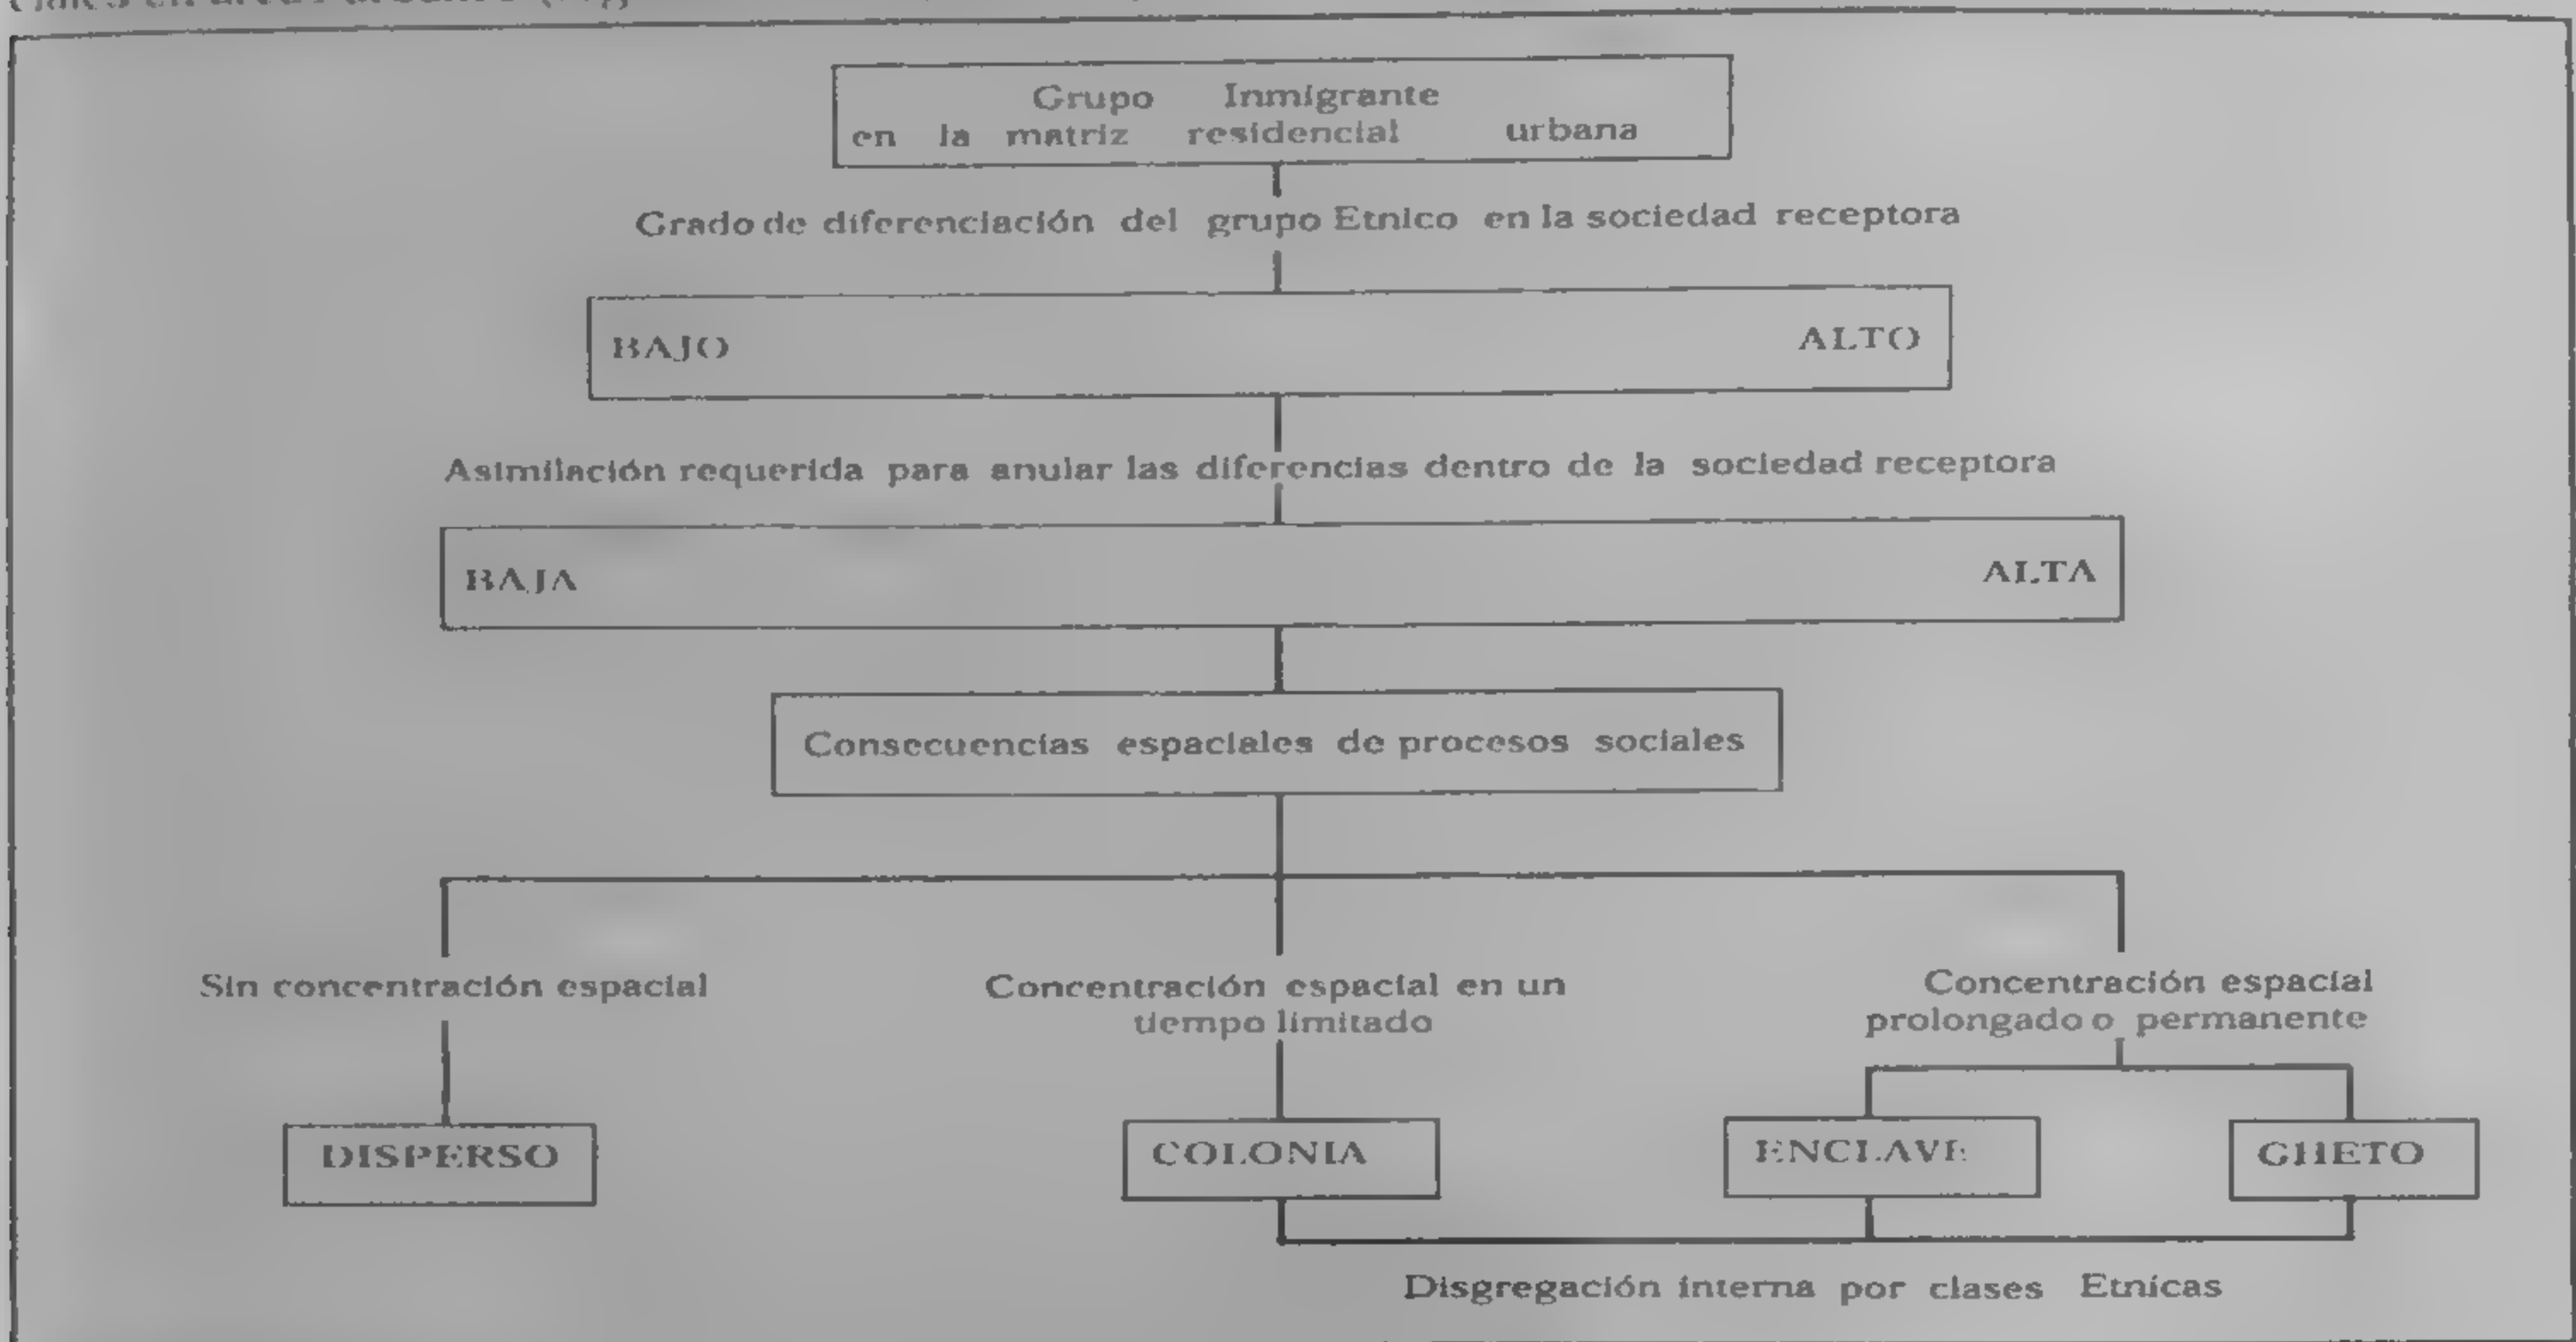 Grupo Inmigrante
en la matriz residencial urbana
Grado de diferenciación del grupo Etnico en la sociedad receptora
BAJO ALTO
Asimilación requerida para anular las diferencias dentro de la sociedad receptora
BAJA ALTA
Consecuencias espaciales de procesos sociales
Sin concentración espacial
Concentración espacial en un
tiempo limitado
Concentración espacial
prolongado o permanente
DISPERSO
COLONIA
ENCLAVE
GHETO
Disgregación interna por clases Etnicas